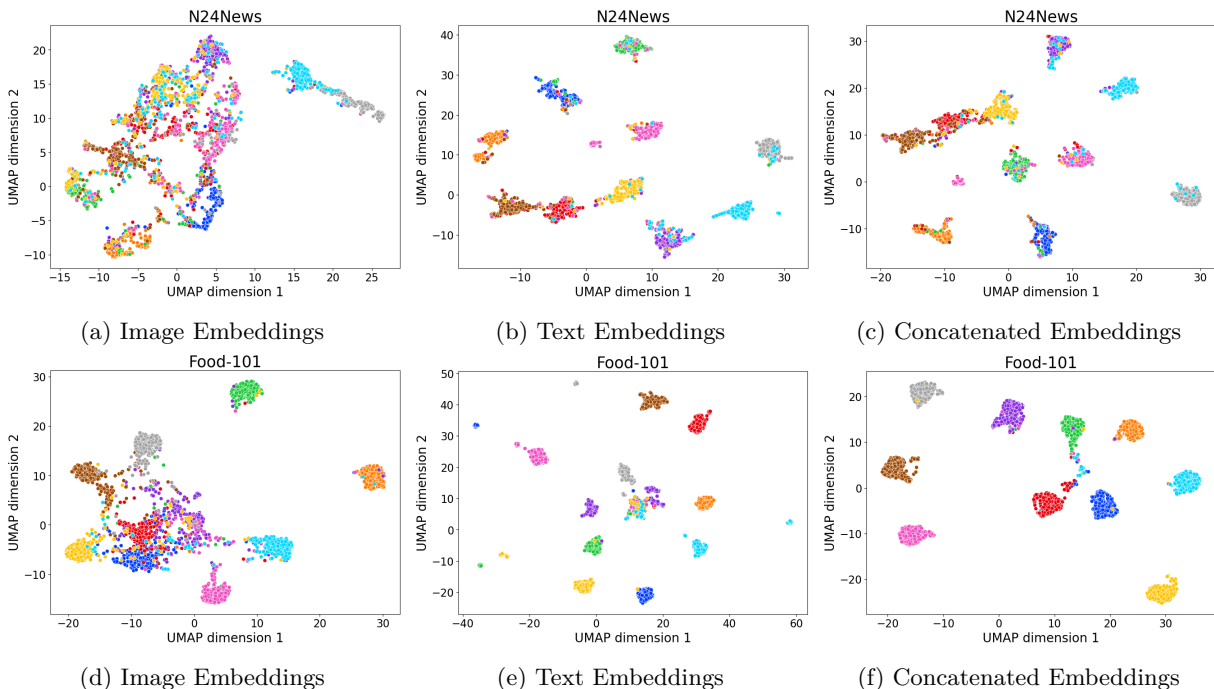 N24News N24News N24News
UMAP dimension 2
20
15
10
5
0
−5
−10
−15 −10 −5 0 5 10 15 20 25
UMAP dimension 1
UMAP dimension 2
40
30
20
10
0
−10
−10 0 10 20 30
UMAP dimension 1
UMAP dimension 2
30
20
10
0
−10
−20 −10 0 10 20 30
UMAP dimension 1
(a) Image Embeddings (b) Text Embeddings (c) Concatenated Embeddings
Food-101 Food-101 Food-101
UMAP dimension 2
30
20
10
0
−10
−20 −10 0 10 20 30
UMAP dimension 1
UMAP dimension 2
50
40
30
20
10
0
−10
−20
−40 −20 0 20 40 60
UMAP dimension 1
UMAP dimension 2
20
10
0
−10
−20
−20 −10 0 10 20 30
UMAP dimension 1
(d) Image Embeddings (e) Text Embeddings (f) Concatenated Embeddings